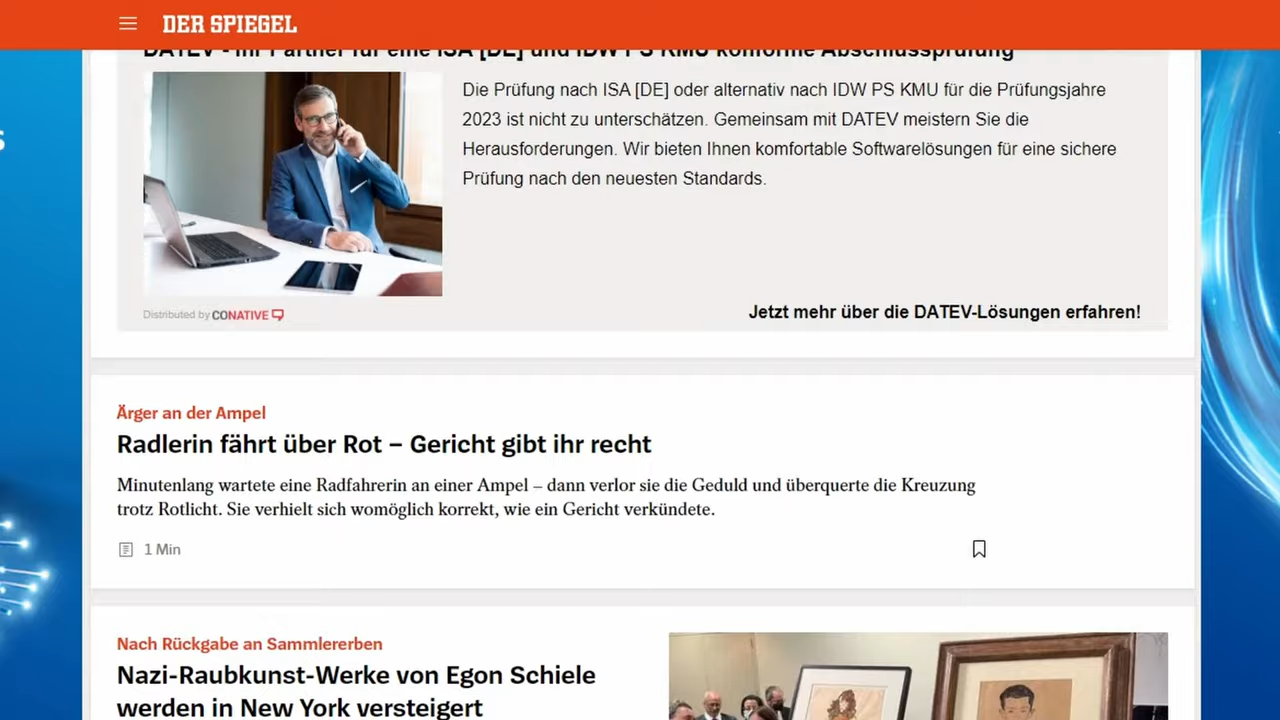 DER SPIEGEL
DATEV - Ihr Partner für eine ISA [DE] und IDW PS KMU konforme Abschlussprüfung
Die Prüfung nach ISA [DE] oder alternativ nach IDW PS KMU für die Prüfungsjahre
2023 ist nicht zu unterschätzen. Gemeinsam mit DATEV meistern Sie die
Herausforderungen. Wir bieten Ihnen komfortable Softwarelösungen für eine sichere
Prüfung nach den neuesten Standards.
Distributed by CONATIVE
Jetzt mehr über die DATEV-Lösungen erfahren!
Ärger an der Ampel
Radlerin fährt über Rot – Gericht gibt ihr recht
Minutenlang wartete eine Radfahrerin an einer Ampel – dann verlor sie die Geduld und überquerte die Kreuzung
trotz Rotlicht. Sie verhielt sich womöglich korrekt, wie ein Gericht verkündete.
1 Min
Nach Rückgabe an Sammlererben
Nazi-Raubkunst-Werke von Egon Schiele
werden in New York versteigert